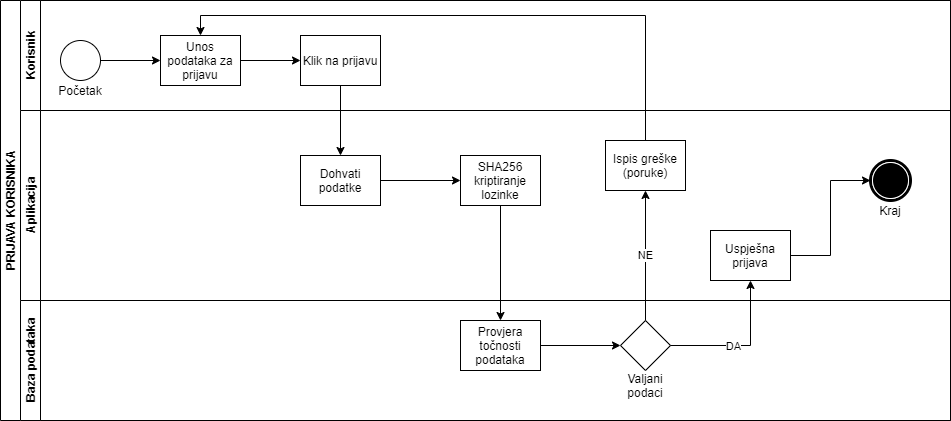 PRIJAVA KORISNIKA
Korisnik
Početak
Unos
podataka za
prijavu
Klik na prijavu
Aplikacija
Dohvati
podatke
SHA256
kriptiranje
lozinke
Ispis greške
(poruke)
NE
Uspješna
prijava
Kraj
Baza podataka
Provjera
točnosti
podataka
Valjani
podaci
DA